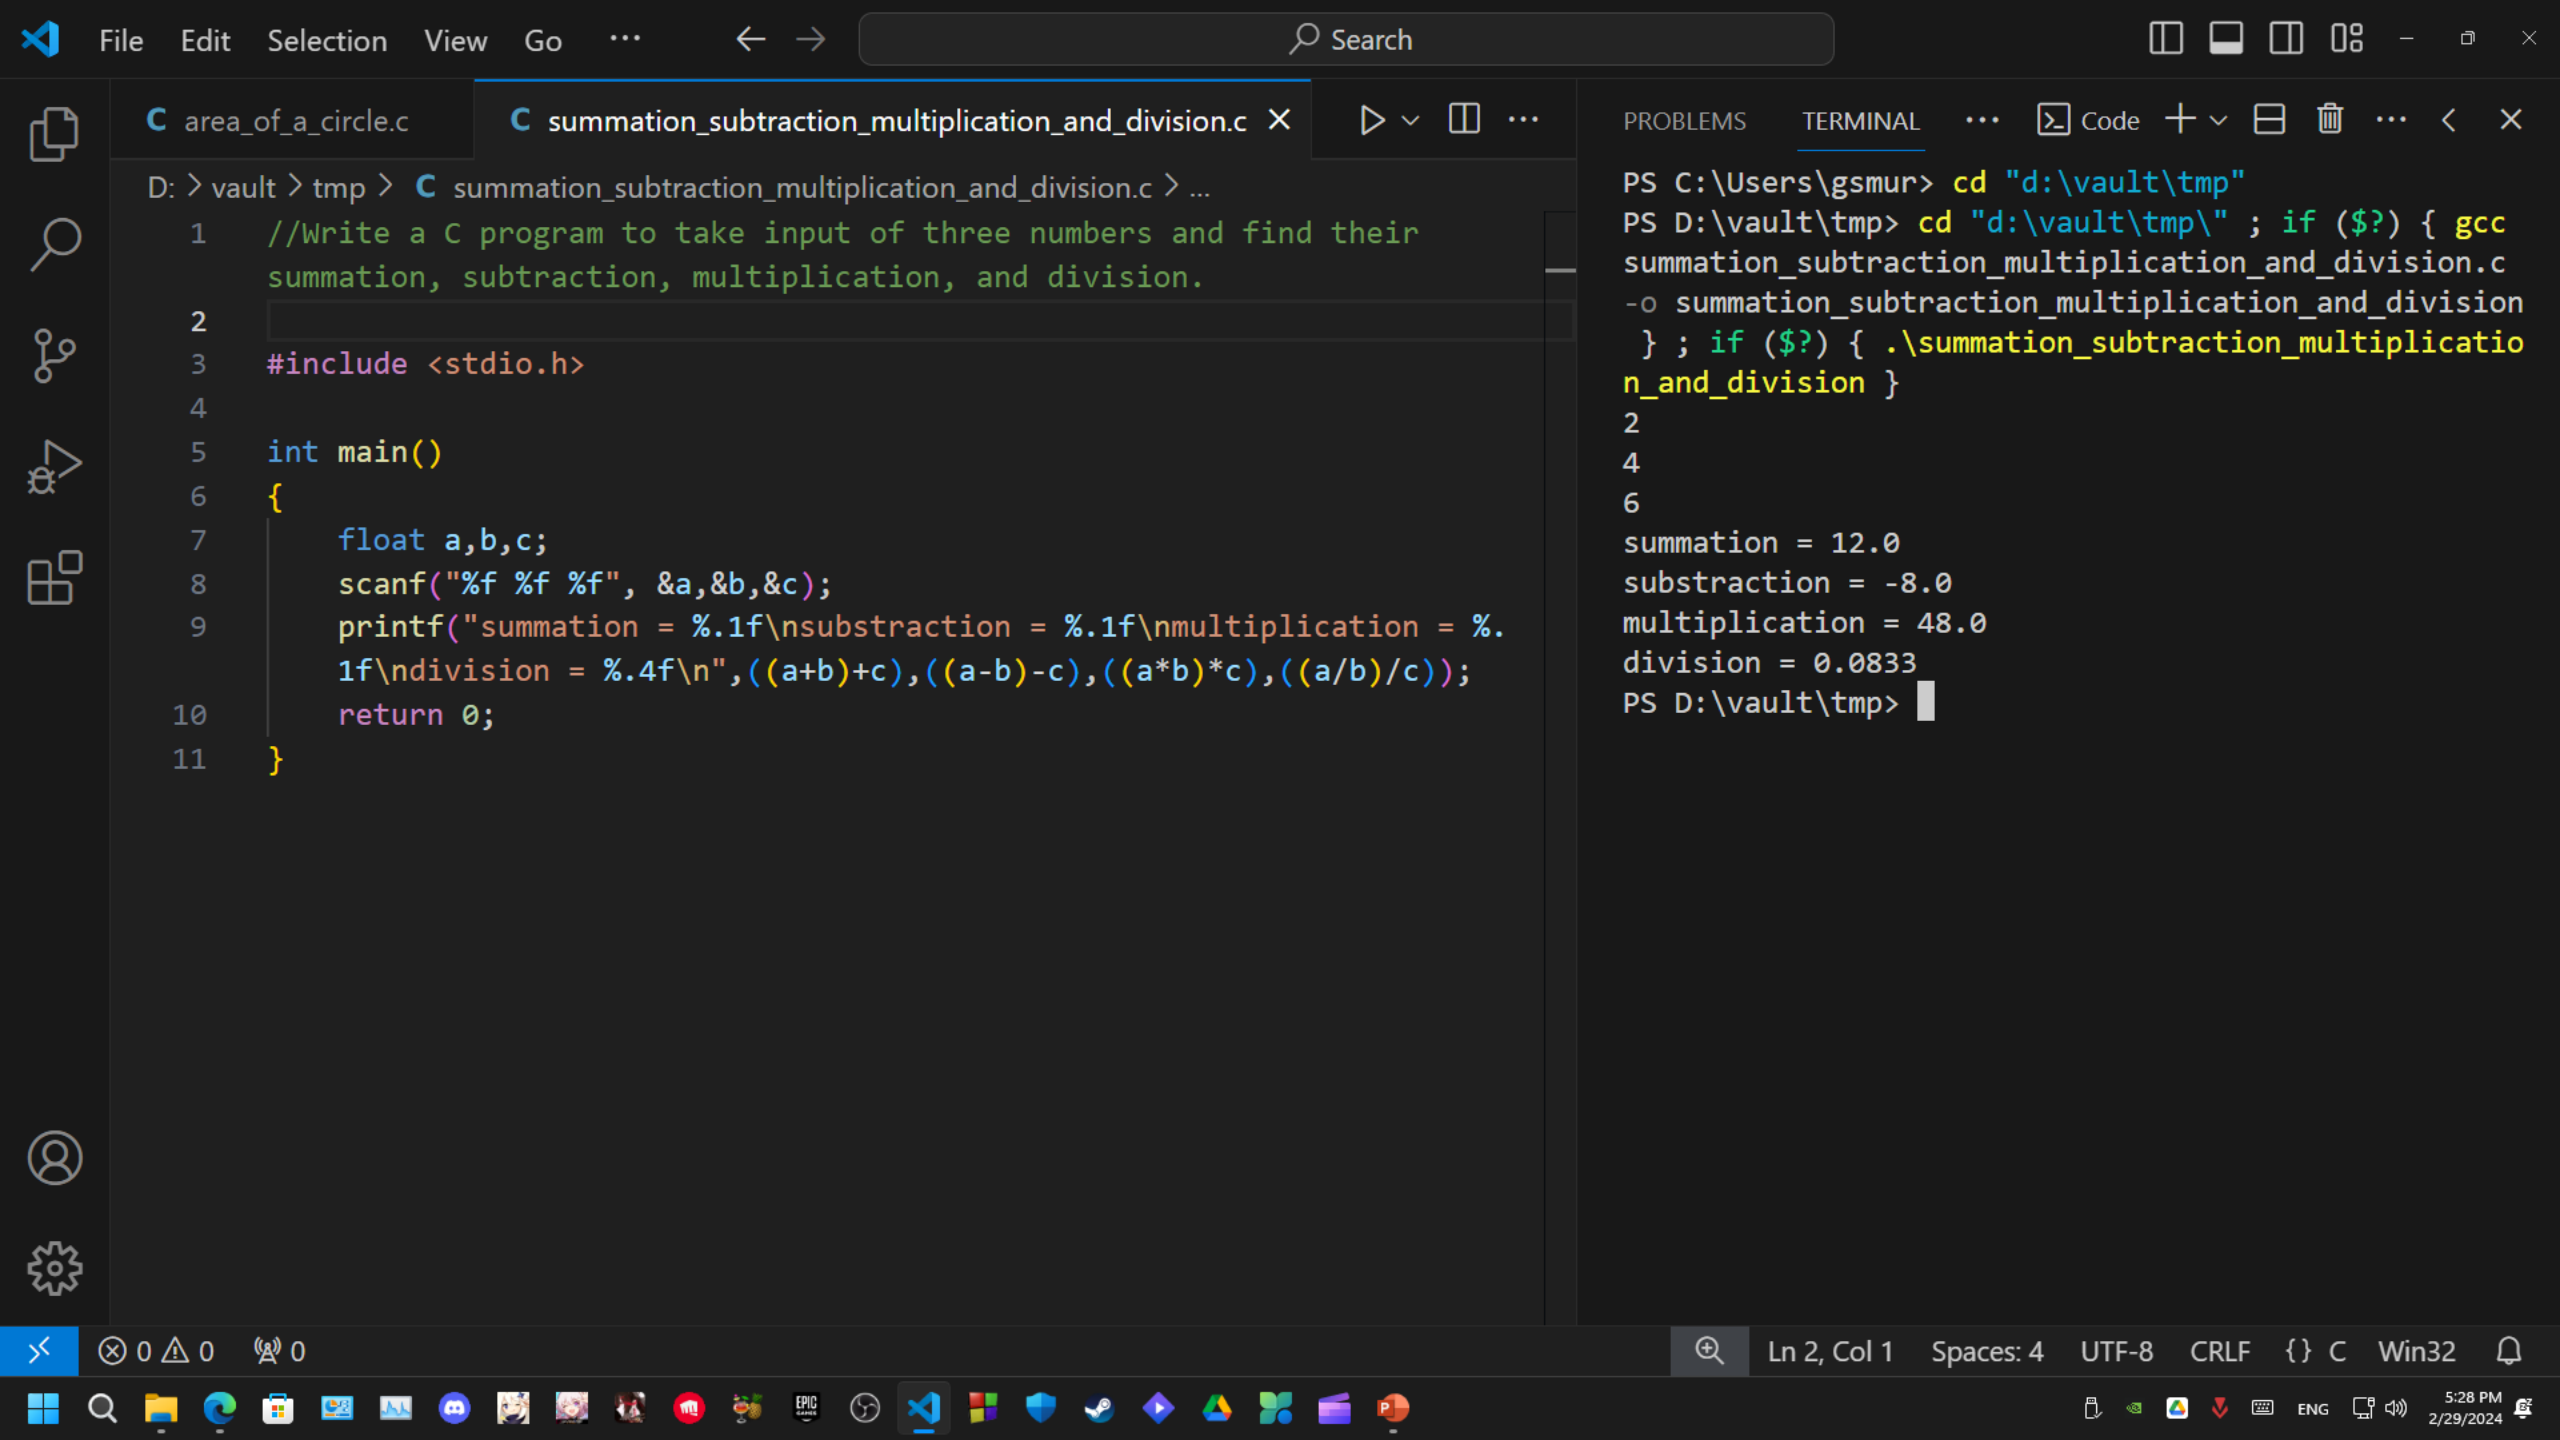 File Edit Selection View Go ··· Search
area_of_a_circle.c summation_subtraction_multiplication_and_division.c
D: > vault > tmp > C summation_subtraction_multiplication_and_division.c > ...
1 //Write a C program to take input of three numbers and find their
summation, subtraction, multiplication, and division.
2
3 #include <stdio.h>
4
5 int main()
6 {
7 float a,b,c;
8 scanf("%f %f %f", &a,&b,&c);
9 printf("summation = %.1f\nsubstraction = %.1f\nmultiplication = %.
1f\ndivision = %.4f\n",((a+b)+c),((a-b)-c),((a*b)*c),((a/b)/c));
10 return 0;
11 }
PROBLEMS TERMINAL ··· Code
PS C:\Users\gsmur> cd "d:\vault\tmp"
PS D:\vault\tmp> cd "d:\vault\tmp\" ; if ($?) { gcc
summation_subtraction_multiplication_and_division.c
-o summation_subtraction_multiplication_and_division
} ; if ($?) { .\summation_subtraction_multiplicatio
n_and_division }
2
4
6
summation = 12.0
substraction = -8.0
multiplication = 48.0
division = 0.0833
PS D:\vault\tmp>
0 0 0 Ln 2, Col 1 Spaces: 4 UTF-8 CRLF {} C Win32
EPIC GAMES ENG 5:28 PM
2/29/2024